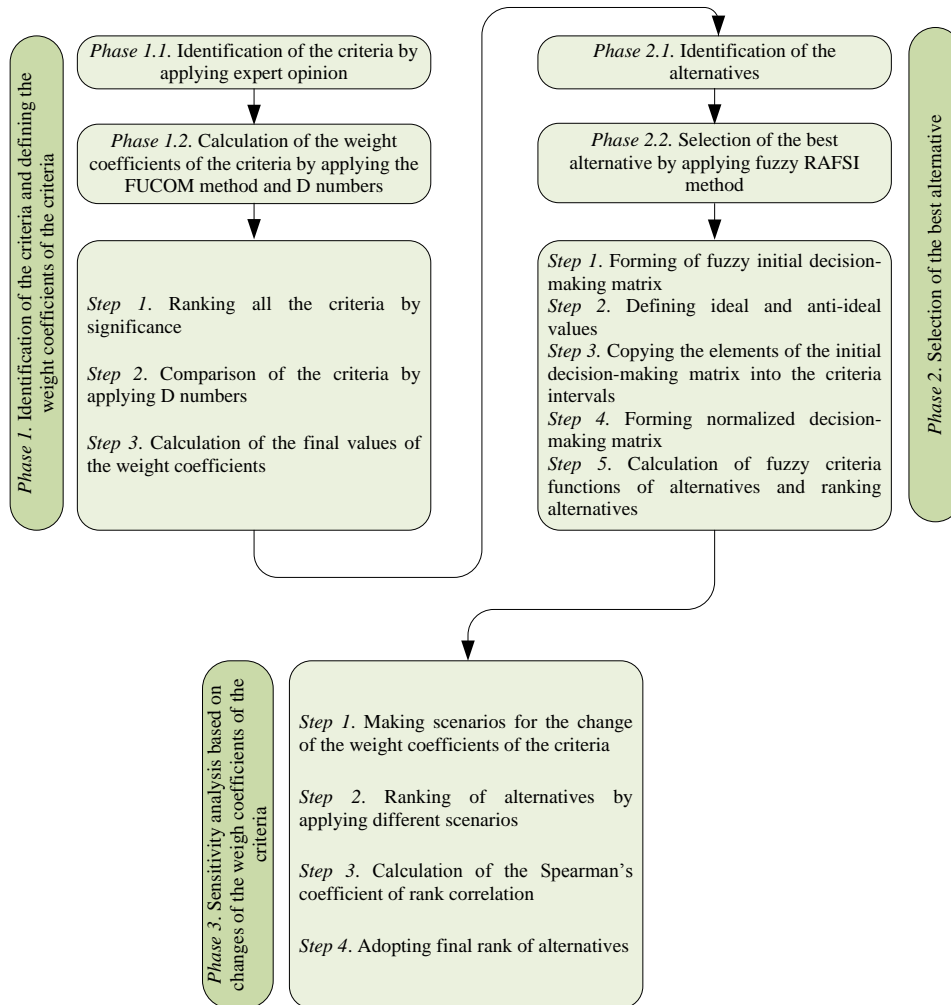 Phase 1. Identification of the criteria and defining the
weight coefficients of the criteria
Phase 1.1. Identification of the criteria by
applying expert opinion
Phase 1.2. Calculation of the weight
coefficients of the criteria by applying the
FUCOM method and D numbers
Step 1. Ranking all the criteria by
significance
Step 2. Comparison of the criteria by
applying D numbers
Step 3. Calculation of the final values of
the weight coefficients
Phase 2.1. Identification of the
alternatives
Phase 2.2. Selection of the best
alternative by applying fuzzy RAFSI
method
Step 1. Forming of fuzzy initial decision-
making matrix
Step 2. Defining ideal and anti-ideal
values
Step 3. Copying the elements of the initial
decision-making matrix into the criteria
intervals
Step 4. Forming normalized decision-
making matrix
Step 5. Calculation of fuzzy criteria
functions of alternatives and ranking
alternatives
Phase 2. Selection of the best alternative
Phase 3. Sensitivity analysis based on
changes of the weigh coefficients of the
criteria
Step 1. Making scenarios for the change
of the weight coefficients of the criteria
Step 2. Ranking of alternatives by
applying different scenarios
Step 3. Calculation of the Spearman's
coefficient of rank correlation
Step 4. Adopting final rank of alternatives